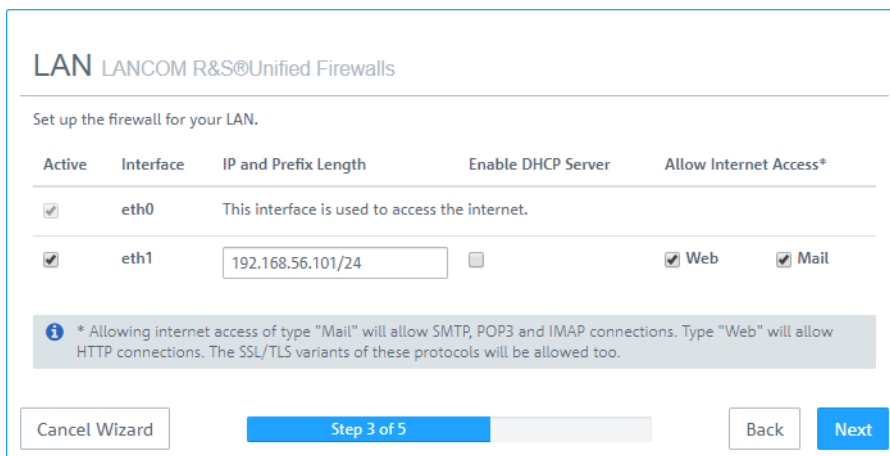 LAN LANCOM R&S®Unified Firewalls
Set up the firewall for your LAN.
Active Interface IP and Prefix Length Enable DHCP Server Allow Internet Access*
eth0 This interface is used to access the internet.
eth1 192.168.56.101/24 Web Mail
* Allowing internet access of type "Mail" will allow SMTP, POP3 and IMAP connections. Type "Web" will allow
HTTP connections. The SSL/TLS variants of these protocols will be allowed too.
Cancel Wizard Step 3 of 5 Back Next